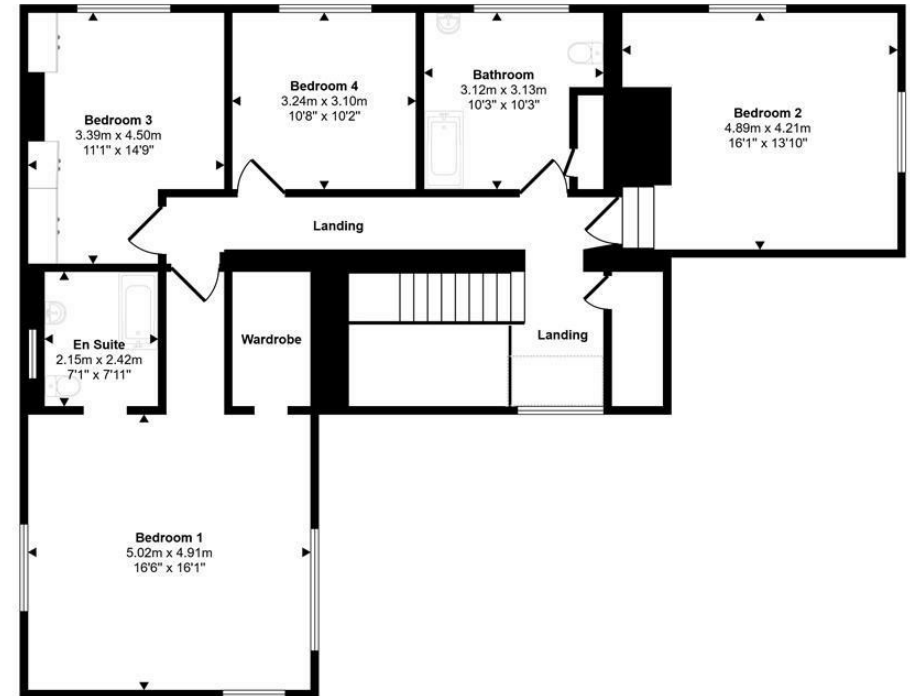 Bedroom 3
3.39m x 4.50m
11'1" x 14'9"
Bedroom 4
3.24m x 3.10m
10'8" x 10'2"
Bathroom
3.12m x 3.13m
10'3" x 10'3"
Bedroom 2
4.89m x 4.21m
16'1" x 13'10"
Landing
En Suite
2.15m x 2.42m
7'1" x 7'11"
Wardrobe
Landing
Bedroom 1
5.02m x 4.91m
16'6" x 16'1"